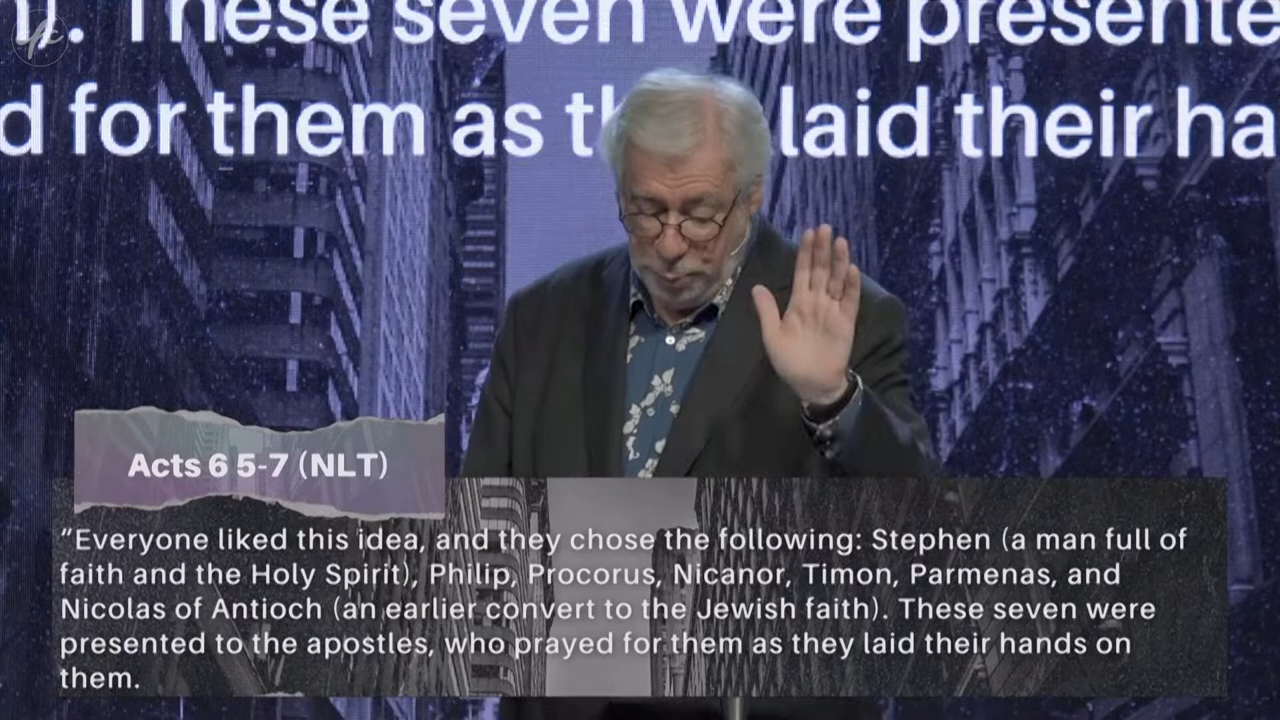 n). These seven were presente
d for them as th laid their ha
Acts 6 5-7 (NLT)
“Everyone liked this idea, and they chose the following: Stephen (a man full of
faith and the Holy Spirit), Philip, Procorus, Nicanor, Timon, Parmenas, and
Nicolas of Antioch (an earlier convert to the Jewish faith). These seven were
presented to the apostles, who prayed for them as they laid their hands on
them.